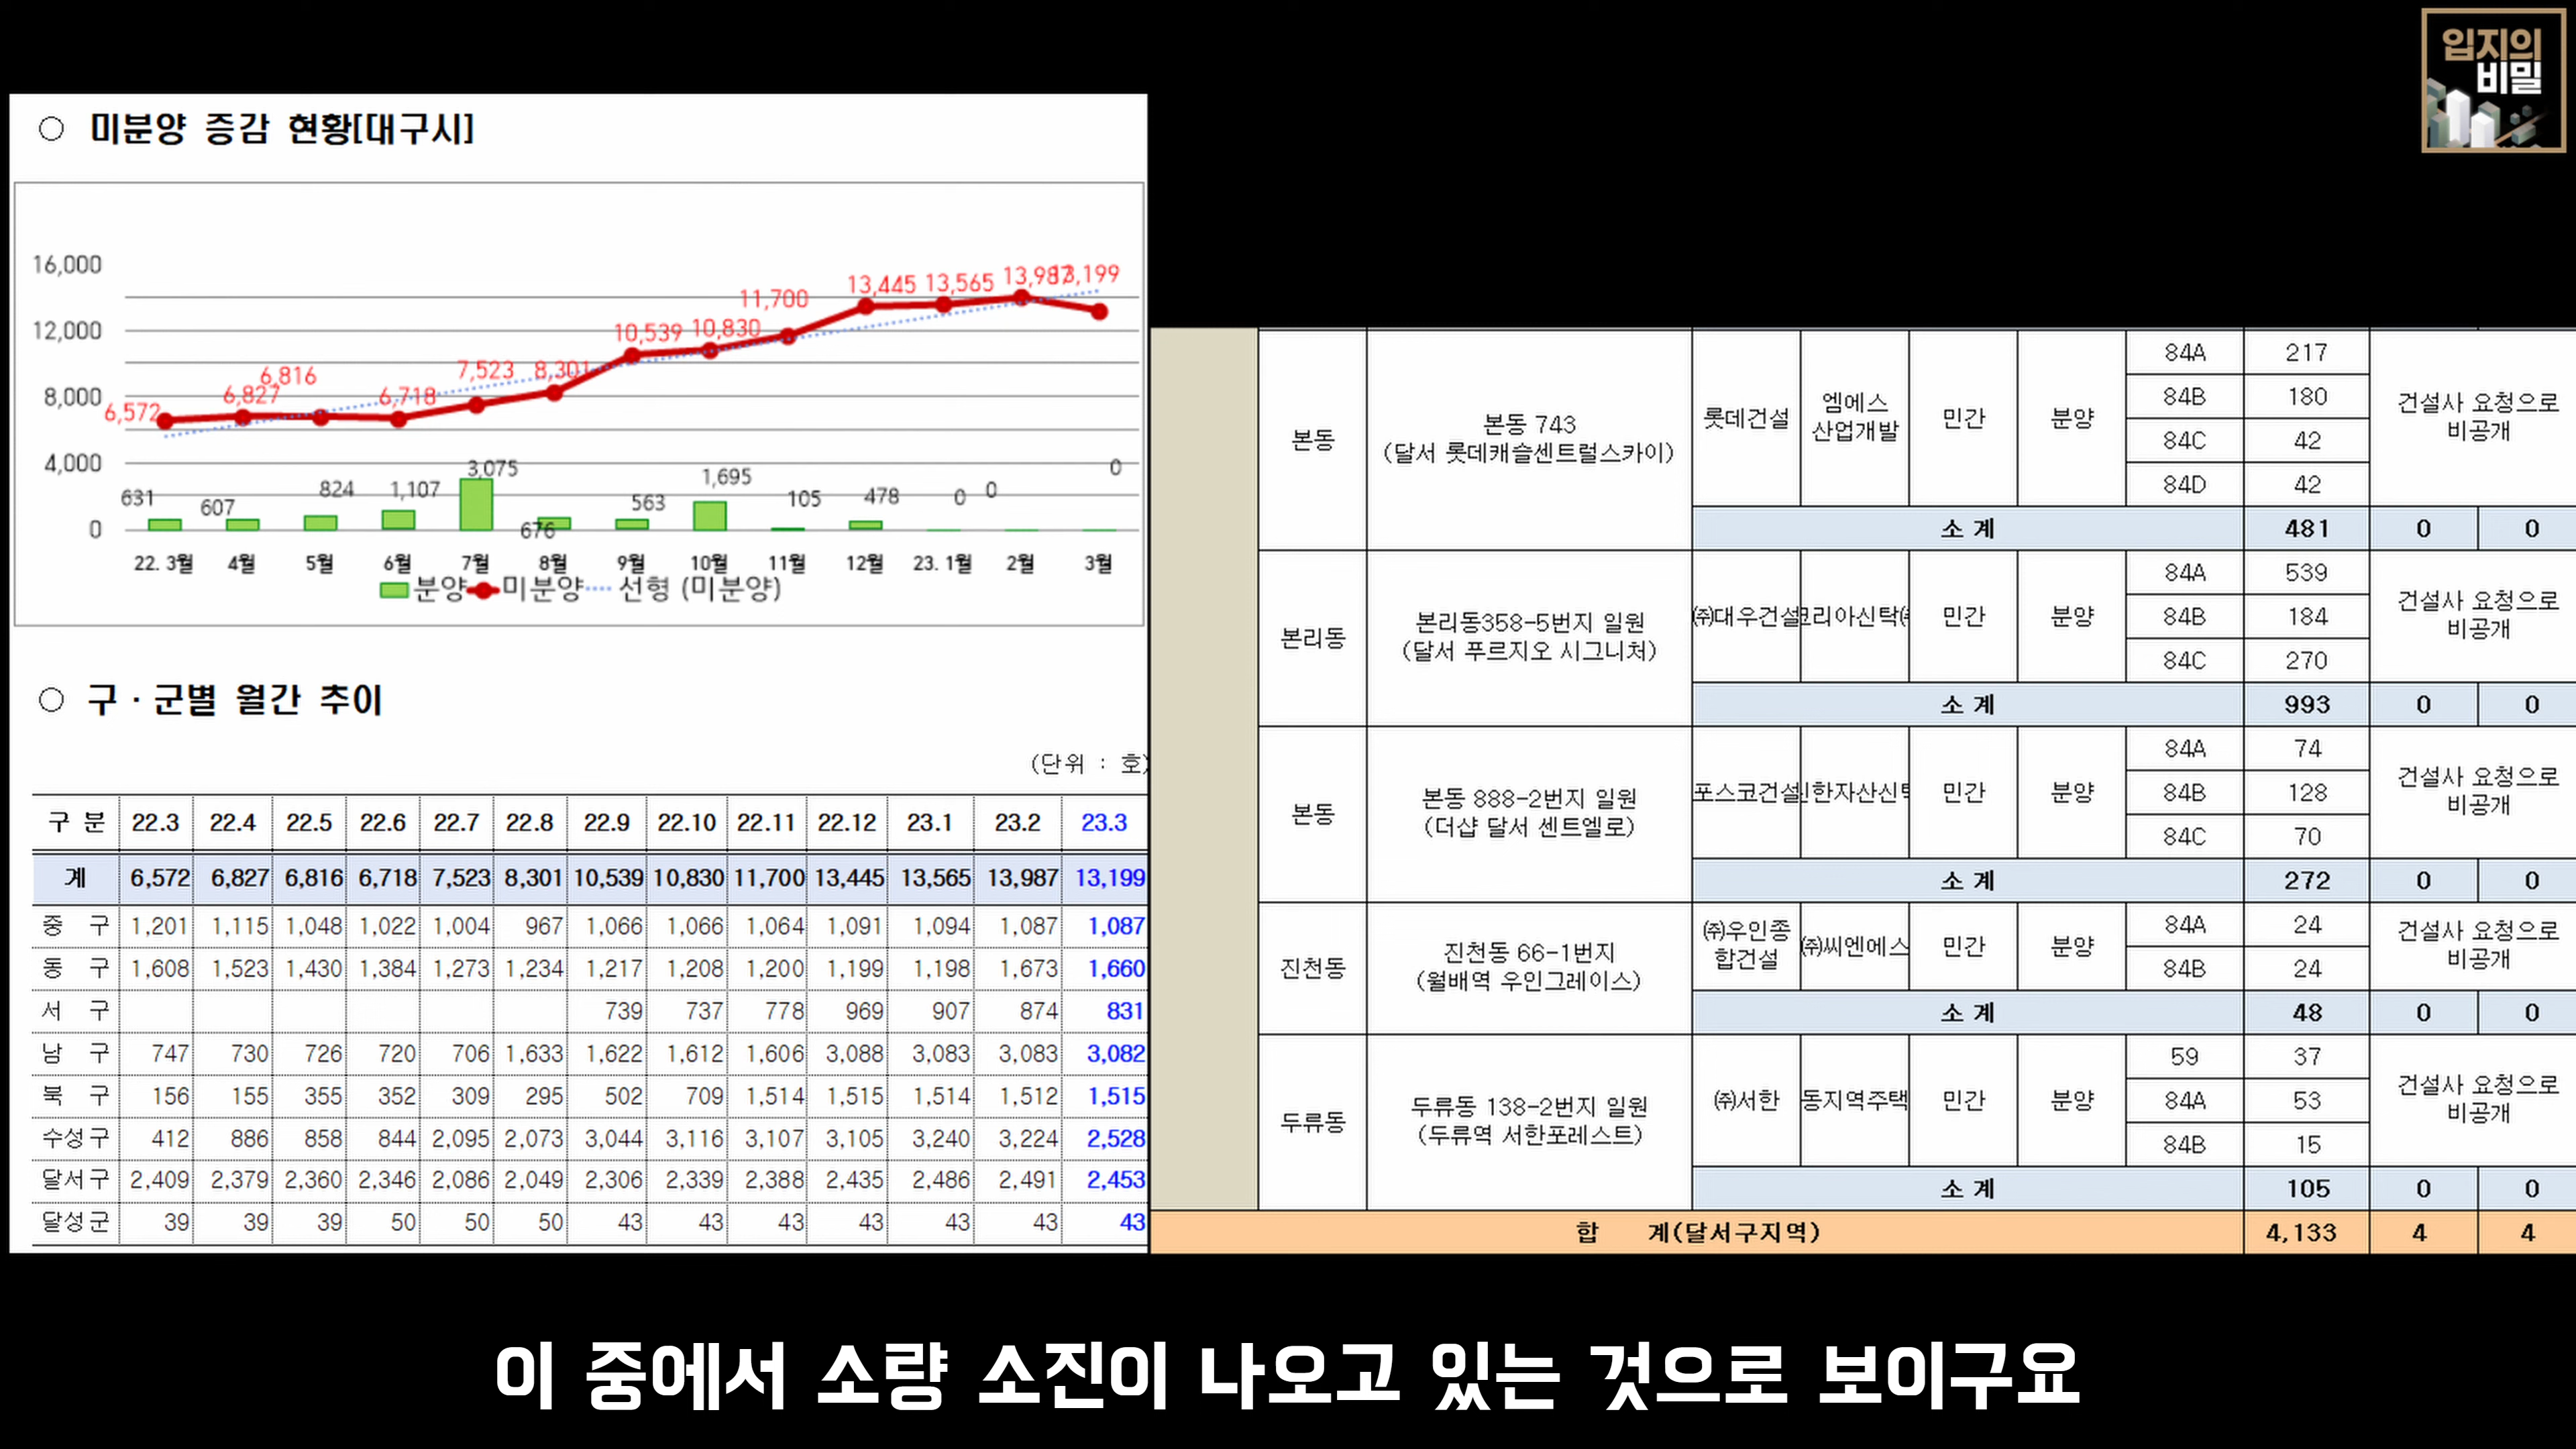 입지의
비밀
○ 미분양 증감 현황[대구시]
16,000
12,000
8,000
4,000
0
6,572 6,827 6,816 6,718 7,523 8,301 10,539 10,830 11,700 13,445 13,565 13,987 13,199
631 607 824 1,107 3,075 676 563 1,695 105 478 0 0 0
22. 3월 4월 5월 6월 7월 8월 9월 10월 11월 12월 23. 1월 2월 3월
분양 미분양 선형 (미분양)
○ 구·군별 월간 추이
(단위 : 호)
구 분 22.3 22.4 22.5 22.6 22.7 22.8 22.9 22.10 22.11 22.12 23.1 23.2 23.3
계 6,572 6,827 6,816 6,718 7,523 8,301 10,539 10,830 11,700 13,445 13,565 13,987 13,199
중 구 1,201 1,115 1,048 1,022 1,004 967 1,066 1,066 1,064 1,091 1,094 1,087 1,087
동 구 1,608 1,523 1,430 1,384 1,273 1,234 1,217 1,208 1,200 1,199 1,198 1,673 1,660
서 구 739 737 778 969 907 874 831
남 구 747 730 726 720 706 1,633 1,622 1,612 1,606 3,088 3,083 3,083 3,082
북 구 156 155 355 352 309 295 502 709 1,514 1,515 1,514 1,512 1,515
수성구 412 886 858 844 2,095 2,073 3,044 3,116 3,107 3,105 3,240 3,224 2,528
달서구 2,409 2,379 2,360 2,346 2,086 2,049 2,306 2,339 2,388 2,435 2,486 2,491 2,453
달성군 39 39 39 50 50 50 43 43 43 43 43 43 43
본동
본동 743
(달서 롯데캐슬센트럴스카이)
롯데건설
엠에스
산업개발
민간
분양
84A 217
84B 180
84C 42
84D 42
건설사 요청으로
비공개
소 계 481 0 0
본리동
본리동358-5번지 일원
(달서 푸르지오 시그니처)
㈜대우건설
코리아신탁㈜
민간
분양
84A 539
84B 184
84C 270
건설사 요청으로
비공개
소 계 993 0 0
본동
본동 888-2번지 일원
(더샵 달서 센트엘로)
포스코건설
신한자산신탁
민간
분양
84A 74
84B 128
84C 70
건설사 요청으로
비공개
소 계 272 0 0
진천동
진천동 66-1번지
(월배역 우인그레이스)
㈜우인종
합건설
㈜씨엔에스
민간
분양
84A 24
84B 24
건설사 요청으로
비공개
소 계 48 0 0
두류동
두류동 138-2번지 일원
(두류역 서한포레스트)
㈜서한
동지역주택
민간
분양
59 37
84A 53
84B 15
건설사 요청으로
비공개
소 계 105 0 0
합 계(달서구지역) 4,133 4 4
이 중에서 소량 소진이 나오고 있는 것으로 보이구요